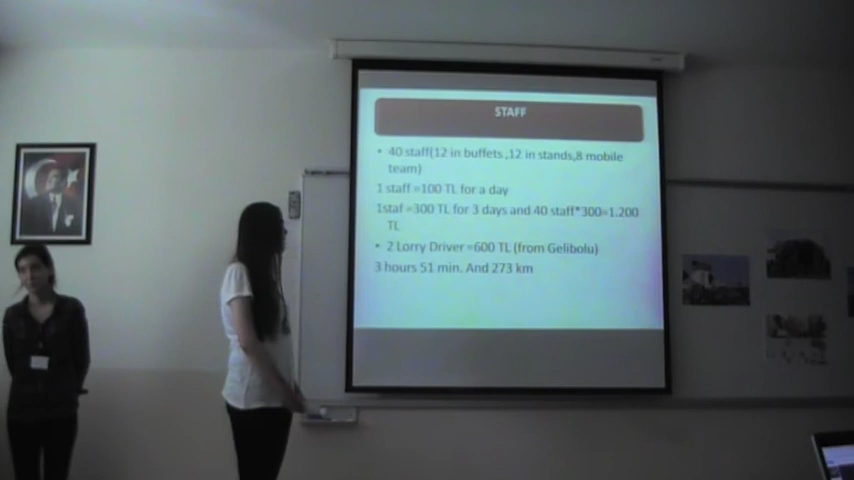 STAFF
• 40 staff(12 in buffets ,12 in stands,8 mobile
team)
1 staff =100 TL for a day
1staf =300 TL for 3 days and 40 staff*300=1.200
TL
• 2 Lorry Driver =600 TL (from Gelibolu)
3 hours 51 min. And 273 km